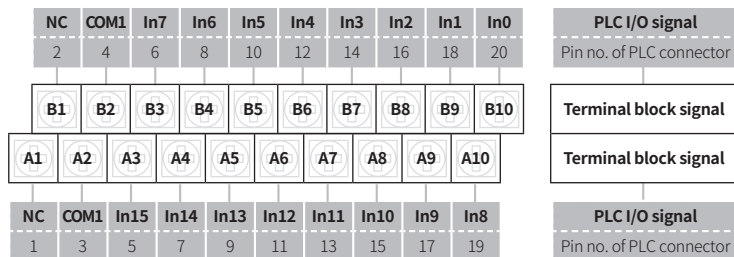 NC COM1 In7 In6 In5 In4 In3 In2 In1 In0 PLC I/O signal
2 4 6 8 10 12 14 16 18 20 Pin no. of PLC connector
B1 B2 B3 B4 B5 B6 B7 B8 B9 B10 Terminal block signal
A1 A2 A3 A4 A5 A6 A7 A8 A9 A10 Terminal block signal
NC COM1 In15 In14 In13 In12 In11 In10 In9 In8 PLC I/O signal
1 3 5 7 9 11 13 15 17 19 Pin no. of PLC connector